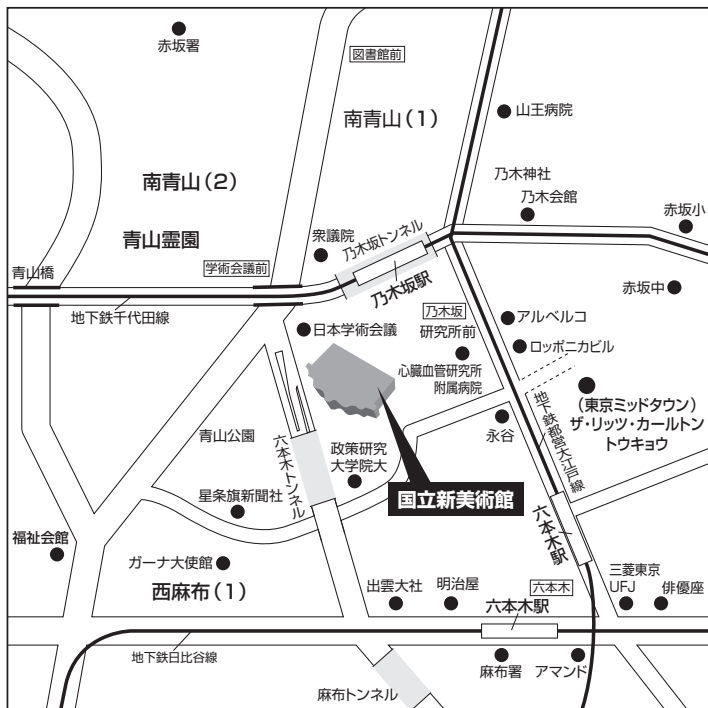 赤坂署
図書館前
南青山(1)
山王病院
南青山(2)
乃木神社
乃木会館
赤坂小
青山霊園
衆議院
乃木坂トンネル
学術会議前
青山橋
乃木坂駅
赤坂中
地下鉄千代田線
乃木坂
アルベルコ
日本学術会議
研究所前
ロッポニカビル
心臓血管研究所
附属病院
(東京ミッドタウン)
ザ・リッツ・カールトン
トウキョウ
地下鉄都営大江戸線
永谷
青山公園
六本木トンネル
政策研究
大学院大
国立新美術館
星条旗新聞社
六本木駅
福祉会館
ガーナ大使館
西麻布(1)
出雲大社
明治屋
六本木
三菱東京
UFJ
俳優座
六本木駅
地下鉄日比谷線
麻布署
アマンド
麻布トンネル